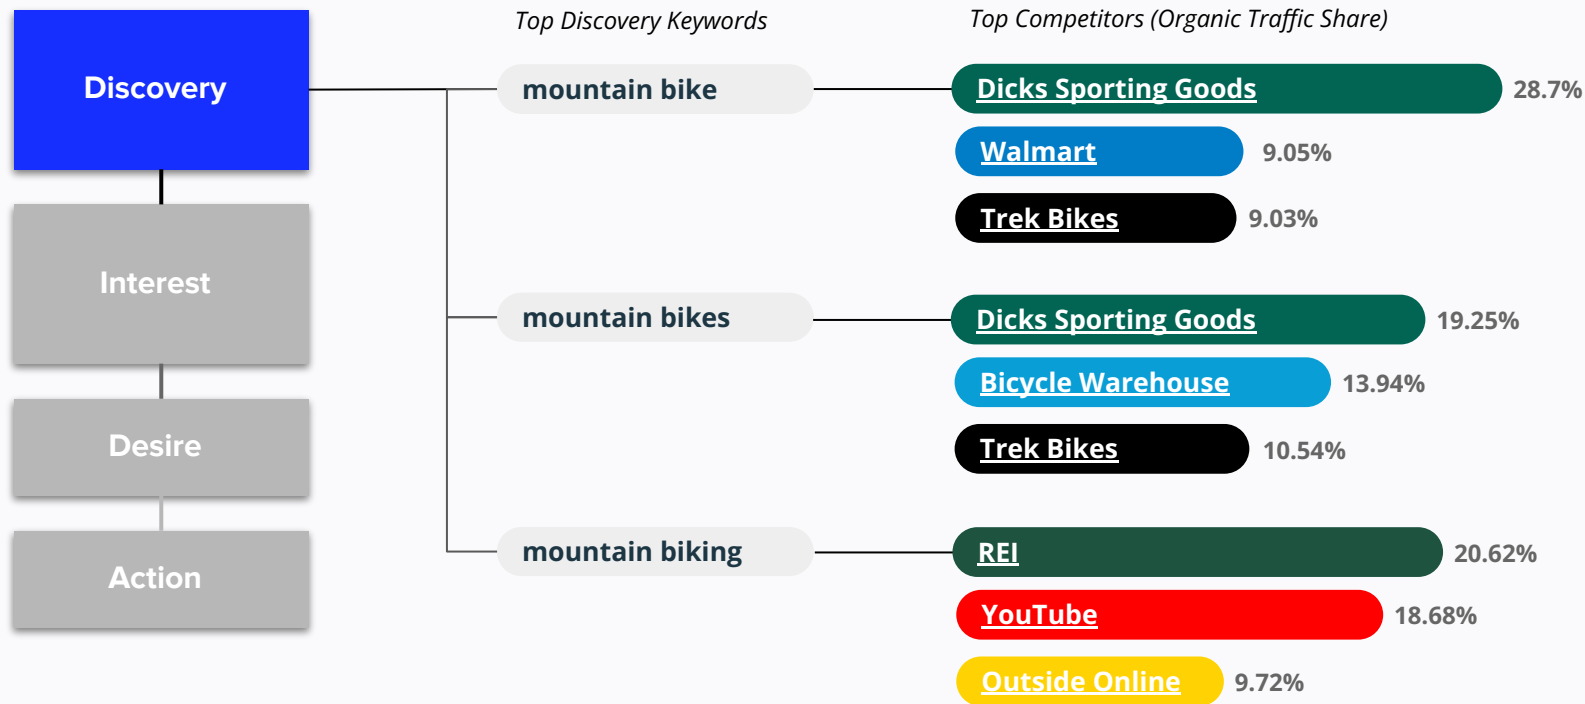 Top Discovery Keywords
Top Competitors (Organic Traffic Share)
Discovery
Interest
Desire
Action
mountain bike
Dicks Sporting Goods 28.7%
Walmart 9.05%
Trek Bikes 9.03%
mountain bikes
Dicks Sporting Goods 19.25%
Bicycle Warehouse 13.94%
Trek Bikes 10.54%
mountain biking
REI 20.62%
YouTube 18.68%
Outside Online 9.72%